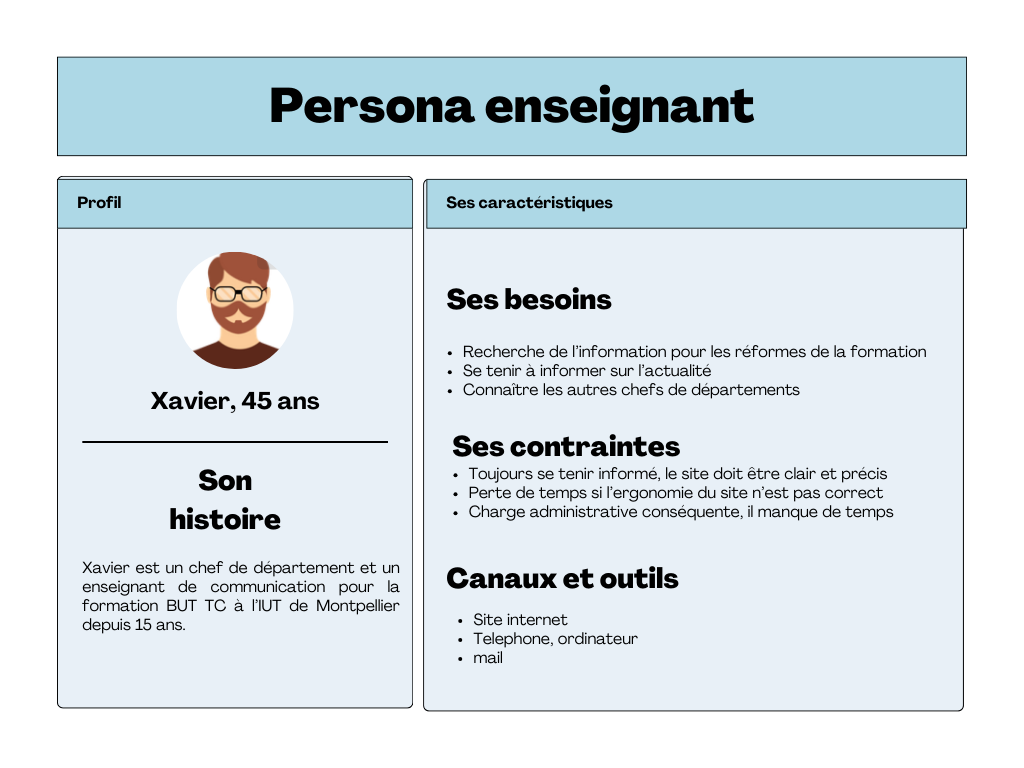 Persona enseignant
Profil
Xavier, 45 ans
Son
histoire
Xavier est un chef de département et un
enseignant de communication pour la
formation BUT TC à l'IUT de Montpellier
depuis 15 ans.
Ses caractéristiques
Ses besoins
• Recherche de l'information pour les réformes de la formation
• Se tenir à informer sur l'actualité
• Connaître les autres chefs de départements
Ses contraintes
• Toujours se tenir informé, le site doit être clair et précis
• Perte de temps si l'ergonomie du site n'est pas correct
• Charge administrative conséquente, il manque de temps
Canaux et outils
• Site internet
• Telephone, ordinateur
• mail